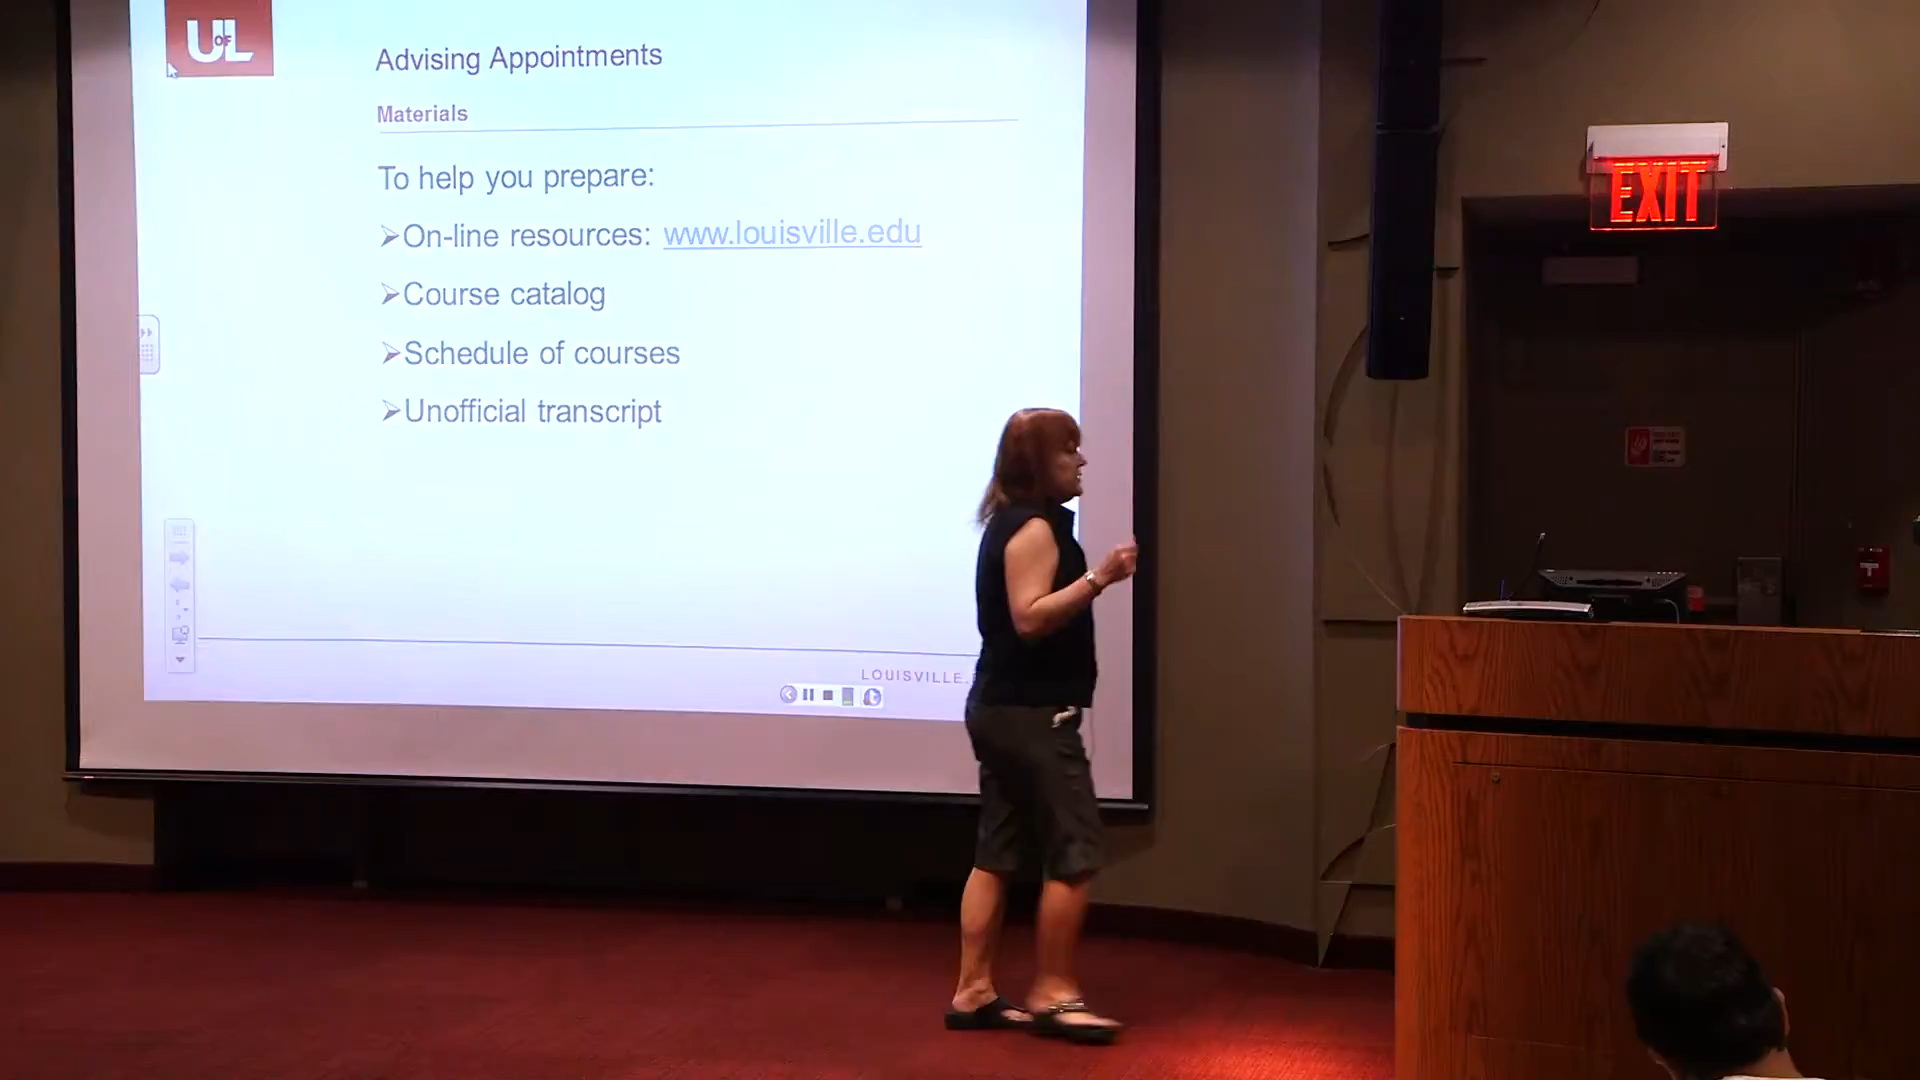 UofL
Advising Appointments
Materials
To help you prepare:
➢On-line resources: www.louisville.edu
➢Course catalog
➢Schedule of courses
➢Unofficial transcript
LOUISVILLE.
EXIT